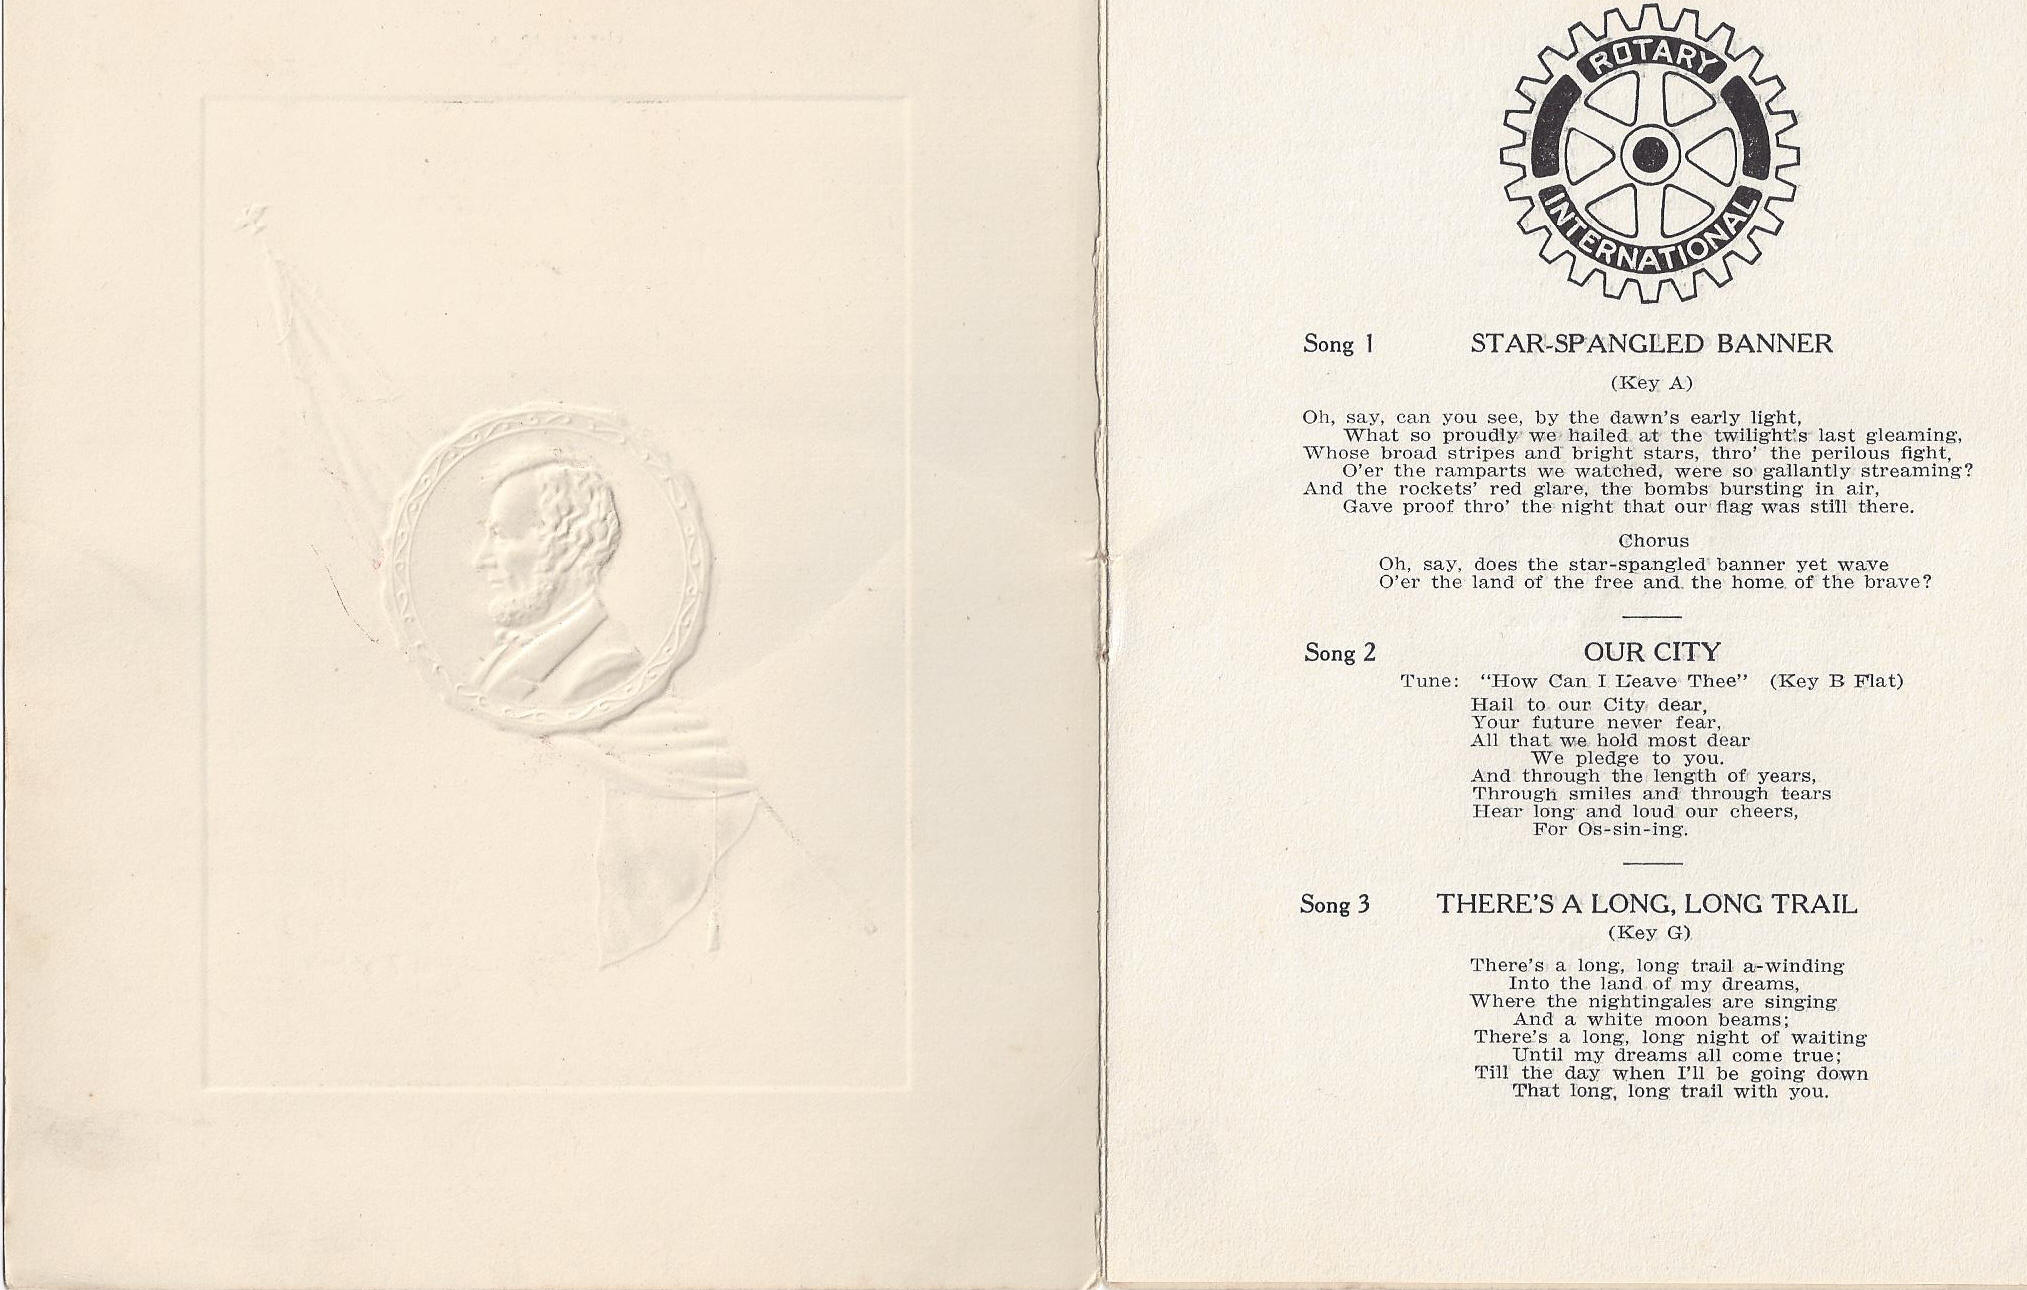 ROTARY
INTERNATIONAL
Song 1 STAR-SPANGLED BANNER
(Key A)
Oh, say, can you see, by the dawn's early light,
What so proudly we hailed at the twilight's last gleaming,
Whose broad stripes and bright stars, thro' the perilous fight,
O'er the ramparts we watched, were so gallantly streaming?
And the rockets' red glare, the bombs bursting in air,
Gave proof thro' the night that our flag was still there.
Chorus
Oh, say, does the star-spangled banner yet wave
O'er the land of the free and the home of the brave?
Song 2 OUR CITY
Tune: "How Can I Leave Thee" (Key B Flat)
Hail to our City dear,
Your future never fear,
All that we hold most dear
We pledge to you.
And through the length of years,
Through smiles and through tears
Hear long and loud our cheers,
For Os-sin-ing.
Song 3 THERE'S A LONG, LONG TRAIL
(Key G)
There's a long, long trail a-winding
Into the land of my dreams,
Where the nightingales are singing
And a white moon beams;
There's a long, long night of waiting
Until my dreams all come true;
Till the day when I'll be going down
That long, long trail with you.